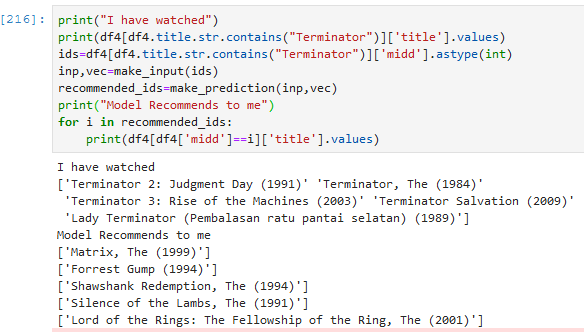 [216]:
print("I have watched")
print(df4[df4.title.str.contains("Terminator")]['title'].values)
ids=df4[df4.title.str.contains("Terminator")]['midd'].astype(int)
inp,vec=make_input(ids)
recommended_ids=make_prediction(inp,vec)
print("Model Recommends to me")
for i in recommended_ids:
    print(df4[df4['midd']==i]['title'].values)
I have watched
['Terminator 2: Judgment Day (1991)' 'Terminator, The (1984)'
 'Terminator 3: Rise of the Machines (2003)' 'Terminator Salvation (2009)'
 'Lady Terminator (Pembalasan ratu pantai selatan) (1989)']
Model Recommends to me
['Matrix, The (1999)']
['Forrest Gump (1994)']
['Shawshank Redemption, The (1994)']
['Silence of the Lambs, The (1991)']
['Lord of the Rings: The Fellowship of the Ring, The (2001)']